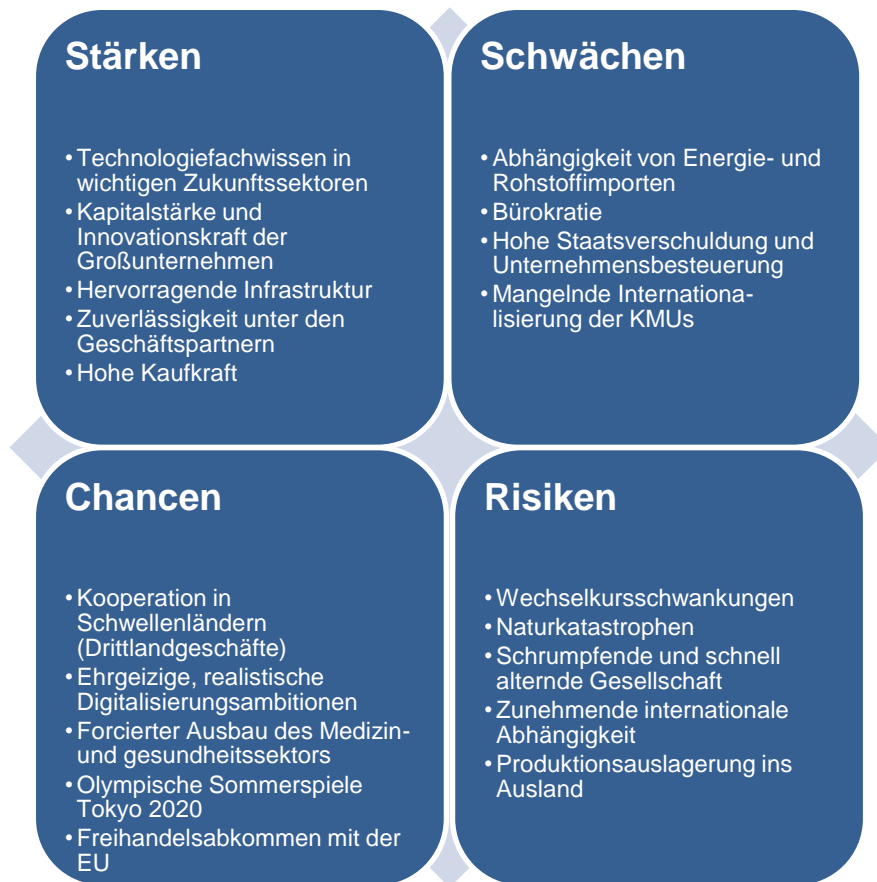 Stärken
• Technologiefachwissen in
wichtigen Zukunftssektoren
• Kapitalstärke und
Innovationskraft der
Großunternehmen
• Hervorragende Infrastruktur
• Zuverlässigkeit unter den
Geschäftspartnern
• Hohe Kaufkraft
Schwächen
• Abhängigkeit von Energie- und
Rohstoffimporten
• Bürokratie
• Hohe Staatsverschuldung und
Unternehmensbesteuerung
• Mangelnde Internationa-
lisierung der KMUs
Chancen
• Kooperation in
Schwellenländern
(Drittlandgeschäfte)
• Ehrgeizige, realistische
Digitalisierungsambitionen
• Forcierter Ausbau des Medizin-
und gesundheitssektors
• Olympische Sommerspiele
Tokyo 2020
• Freihandelsabkommen mit der
EU
Risiken
• Wechselkursschwankungen
• Naturkatastrophen
• Schrumpfende und schnell
alternde Gesellschaft
• Zunehmende internationale
Abhängigkeit
• Produktionsauslagerung ins
Ausland